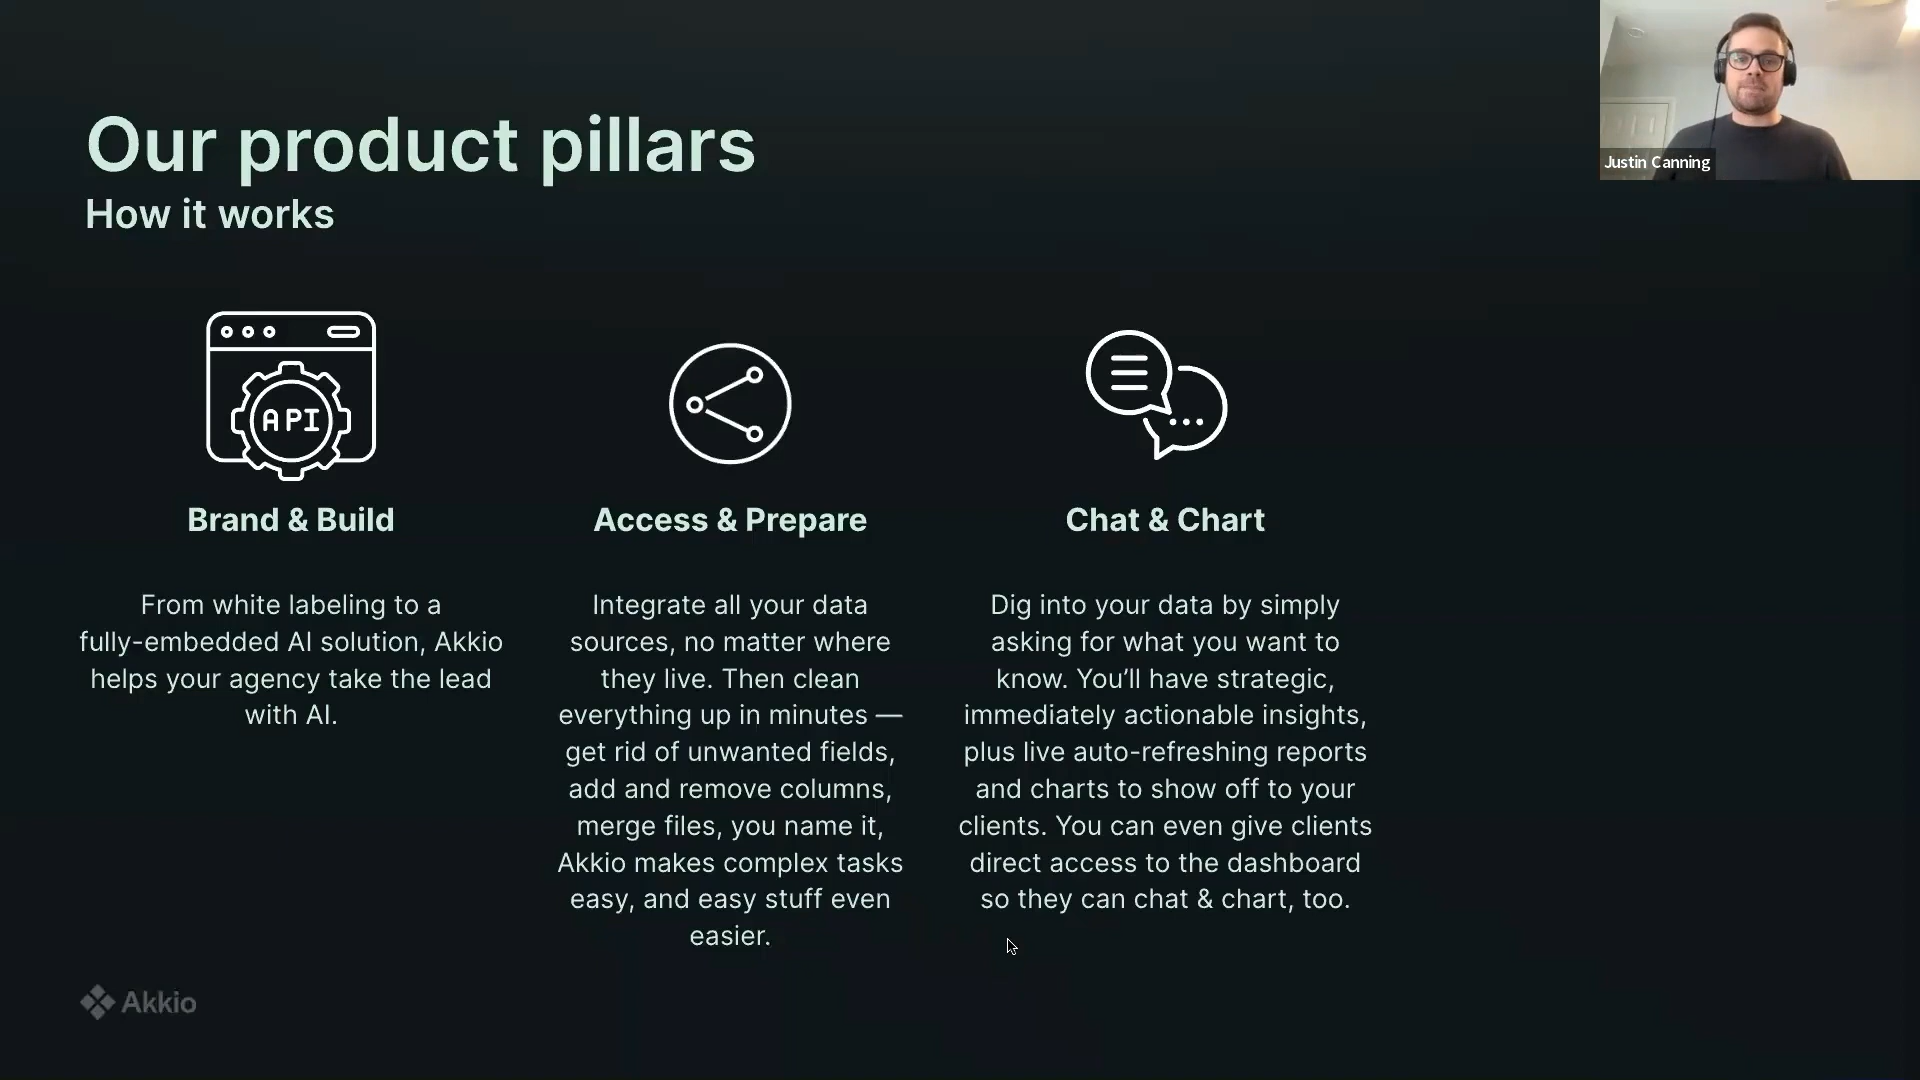 Our product pillars
How it works
Justin Canning
API
Brand & Build
From white labeling to a
fully-embedded AI solution, Akkio
helps your agency take the lead
with AI.
Access & Prepare
Integrate all your data
sources, no matter where
they live. Then clean
everything up in minutes —
get rid of unwanted fields,
add and remove columns,
merge files, you name it,
Akkio makes complex tasks
easy, and easy stuff even
easier.
Chat & Chart
Dig into your data by simply
asking for what you want to
know. You’ll have strategic,
immediately actionable insights,
plus live auto-refreshing reports
and charts to show off to your
clients. You can even give clients
direct access to the dashboard
so they can chat & chart, too.
Akkio